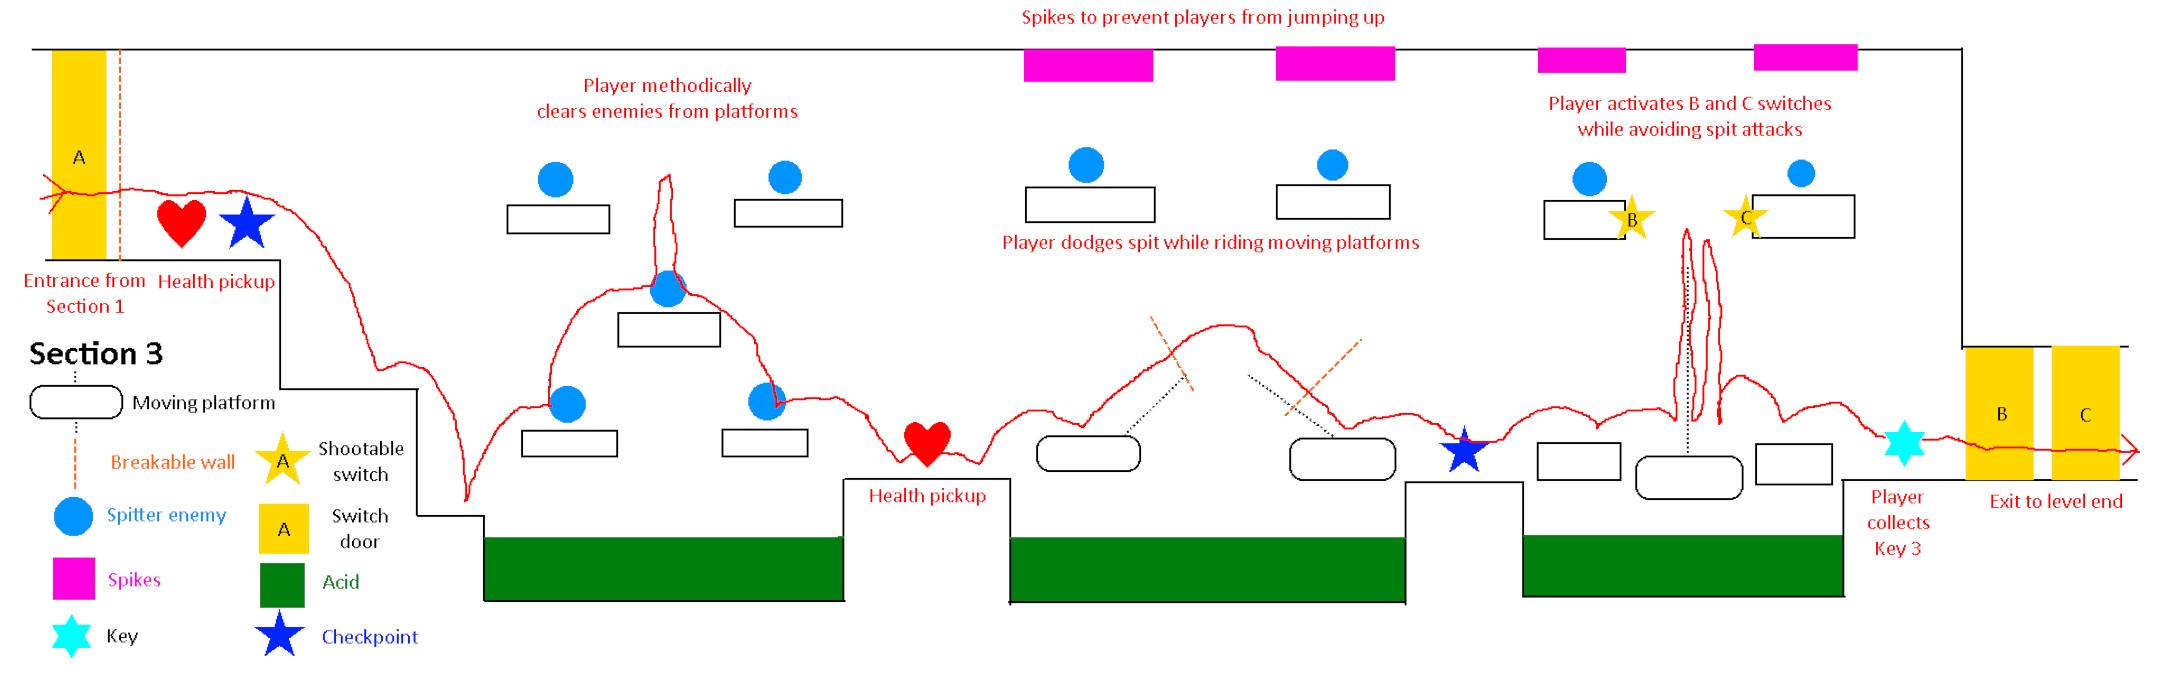 Spikes to prevent players from jumping up
Player methodically
clears enemies from platforms
Player activates B and C switches
while avoiding spit attacks
A
B
C
Player dodges spit while riding moving platforms
Entrance from
Section 1
Health pickup
Section 3
Moving platform
Breakable wall
A
Shootable
switch
Spitter enemy
A
Switch
door
Spikes
Acid
Key
Checkpoint
Health pickup
B
C
Player
collects
Key 3
Exit to level end